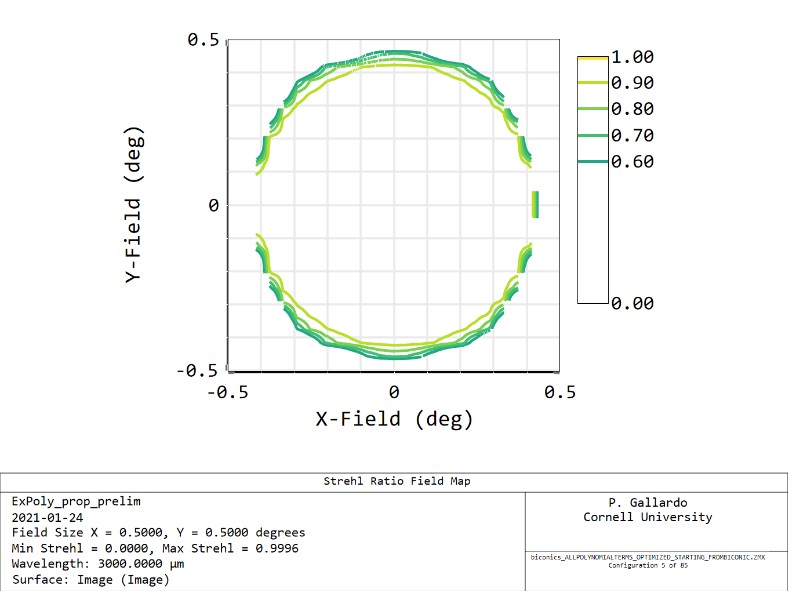 0.5
0
-0.5
Y-Field (deg)
-0.5
0
0.5
X-Field (deg)
1.00
0.90
0.80
0.70
0.60
0.00
Strehl Ratio Field Map
ExPoly_prop_prelim
2021-01-24
Field Size X = 0.5000, Y = 0.5000 degrees
Min Strehl = 0.0000, Max Strehl = 0.9996
Wavelength: 3000.0000 µm
Surface: Image (Image)
P. Gallardo
Cornell University
biconics_ALLPOLYNOMIALTERMS_OPTIMIZED_STARTING_FROMBICONIC.ZMX
Configuration 5 of 85